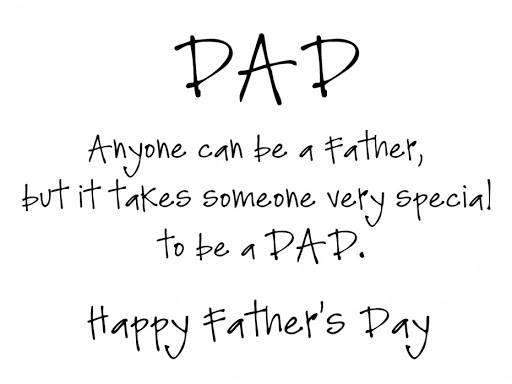 DAD
Anyone can be a Father,
but it takes someone very special
to be a DAD.
Happy Father's Day